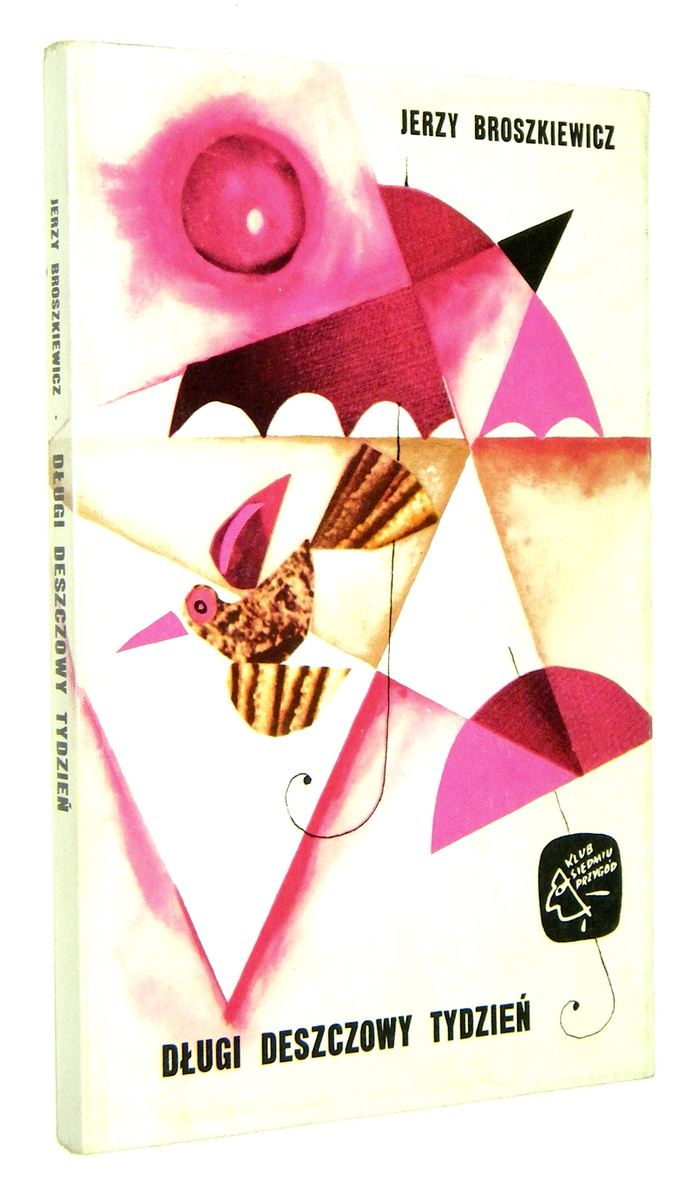 JERZY BROSZKIEWICZ
KLUB
SIEDMIU
PRZYGÓD
DŁUGI DESZCZOWY TYDZIEŃ
JERZY BROSZKIEWICZ · DŁUGI DESZCZOWY TYDZIEŃ